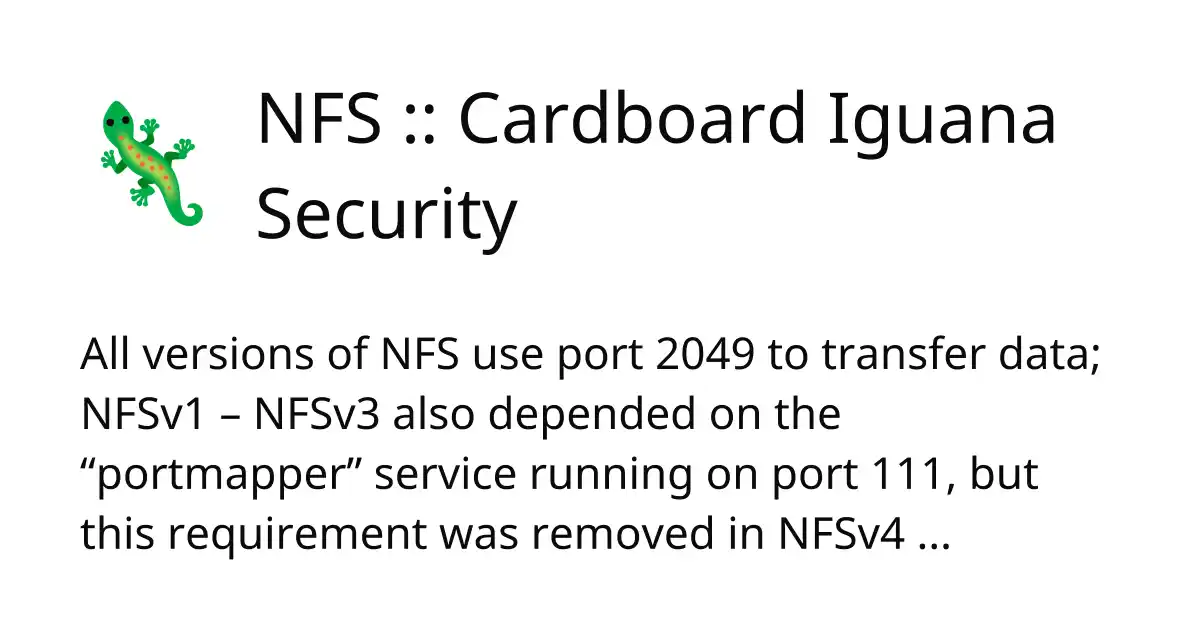 NFS :: Cardboard Iguana
Security
All versions of NFS use port 2049 to transfer data;
NFSv1 – NFSv3 also depended on the
“portmapper” service running on port 111, but
this requirement was removed in NFSv4 ...